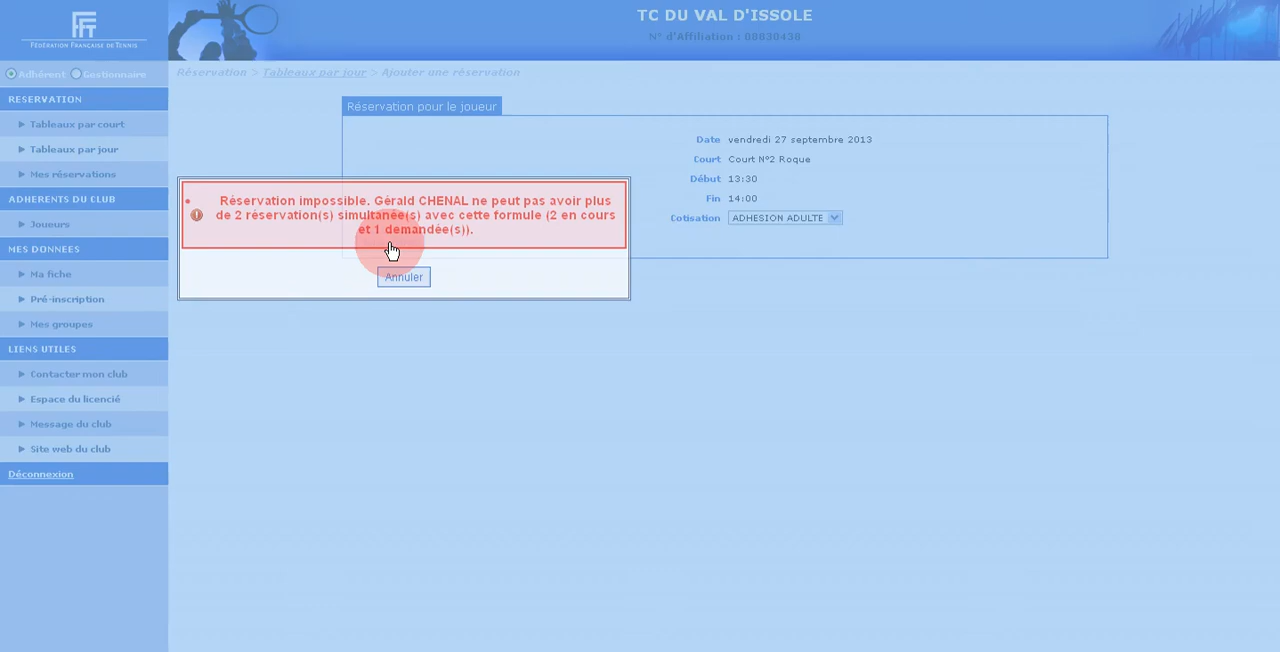 FFT
FÉDÉRATION FRANÇAISE DE TENNIS
TC DU VAL D'ISSOLE
N° d'Affiliation : 08830438
Adhérent Gestionnaire
Réservation > Tableaux par jour > Ajouter une réservation
RESERVATION
Tableaux par court
Tableaux par jour
Mes réservations
ADHERENTS DU CLUB
Joueurs
MES DONNEES
Ma fiche
Pré-inscription
Mes groupes
LIENS UTILES
Contacter mon club
Espace du licencié
Message du club
Site web du club
Déconnexion
Réservation pour le joueur
Date vendredi 27 septembre 2013
Court Court N°2 Roque
Début 13:30
Fin 14:00
Cotisation ADHESION ADULTE
Réservation impossible. Gérald CHENAL ne peut pas avoir plus
de 2 réservation(s) simultanée(s) avec cette formule (2 en cours
et 1 demandée(s)).
Annuler